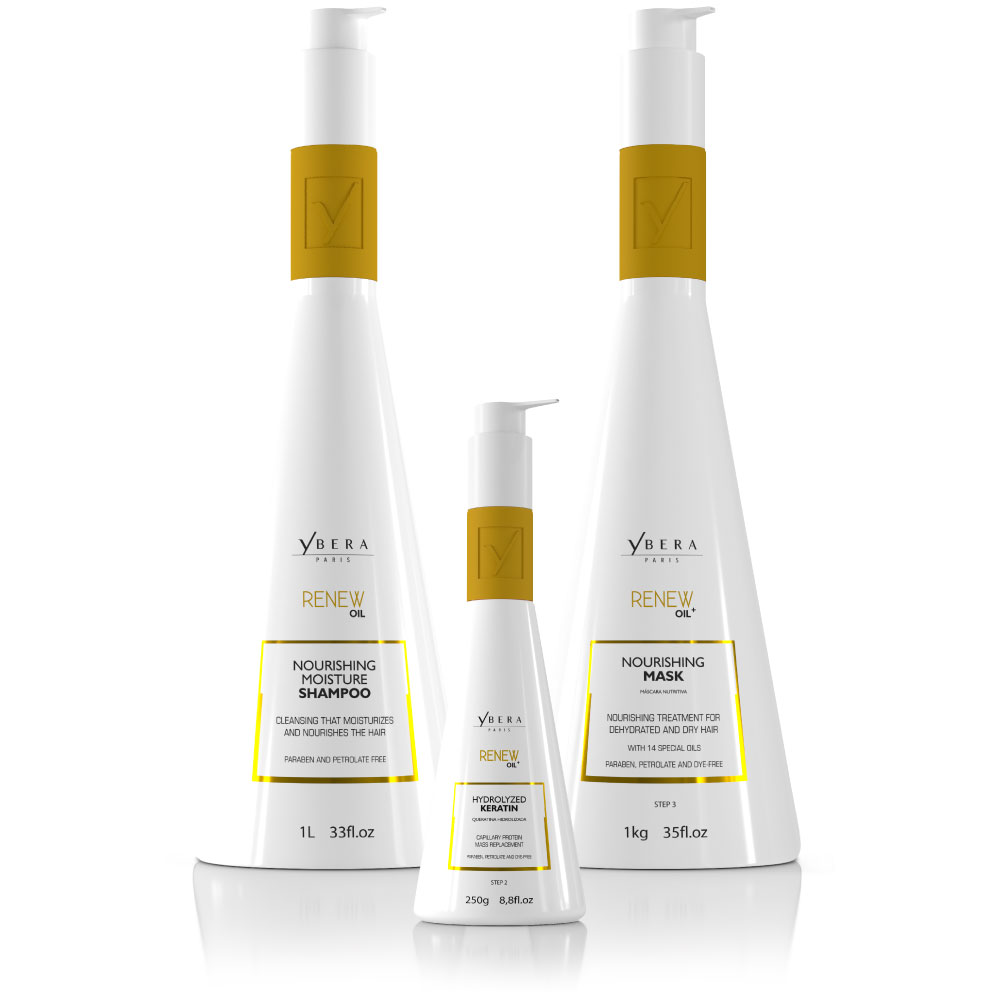 YBERA
PARIS
RENEW
OIL
NOURISHING
MOISTURE
SHAMPOO
CLEANSING THAT MOISTURIZES
AND NOURISHES THE HAIR
PARABEN AND PETROLATE FREE
1L 33fl.oz
YBERA
PARIS
RENEW
OIL+
HYDROLYZED
KERATIN
QUERATINA HIDROLIZADA
CAPILLARY PROTEIN
MASS REPLACEMENT
PARABEN, PETROLATE AND DYE-FREE
STEP 2
250g 8,8fl.oz
YBERA
PARIS
RENEW
OIL+
NOURISHING
MASK
MÁSCARA NUTRITIVA
NOURISHING TREATMENT FOR
DEHYDRATED AND DRY HAIR
WITH 14 SPECIAL OILS
PARABEN, PETROLATE AND DYE-FREE
STEP 3
1kg 35fl.oz